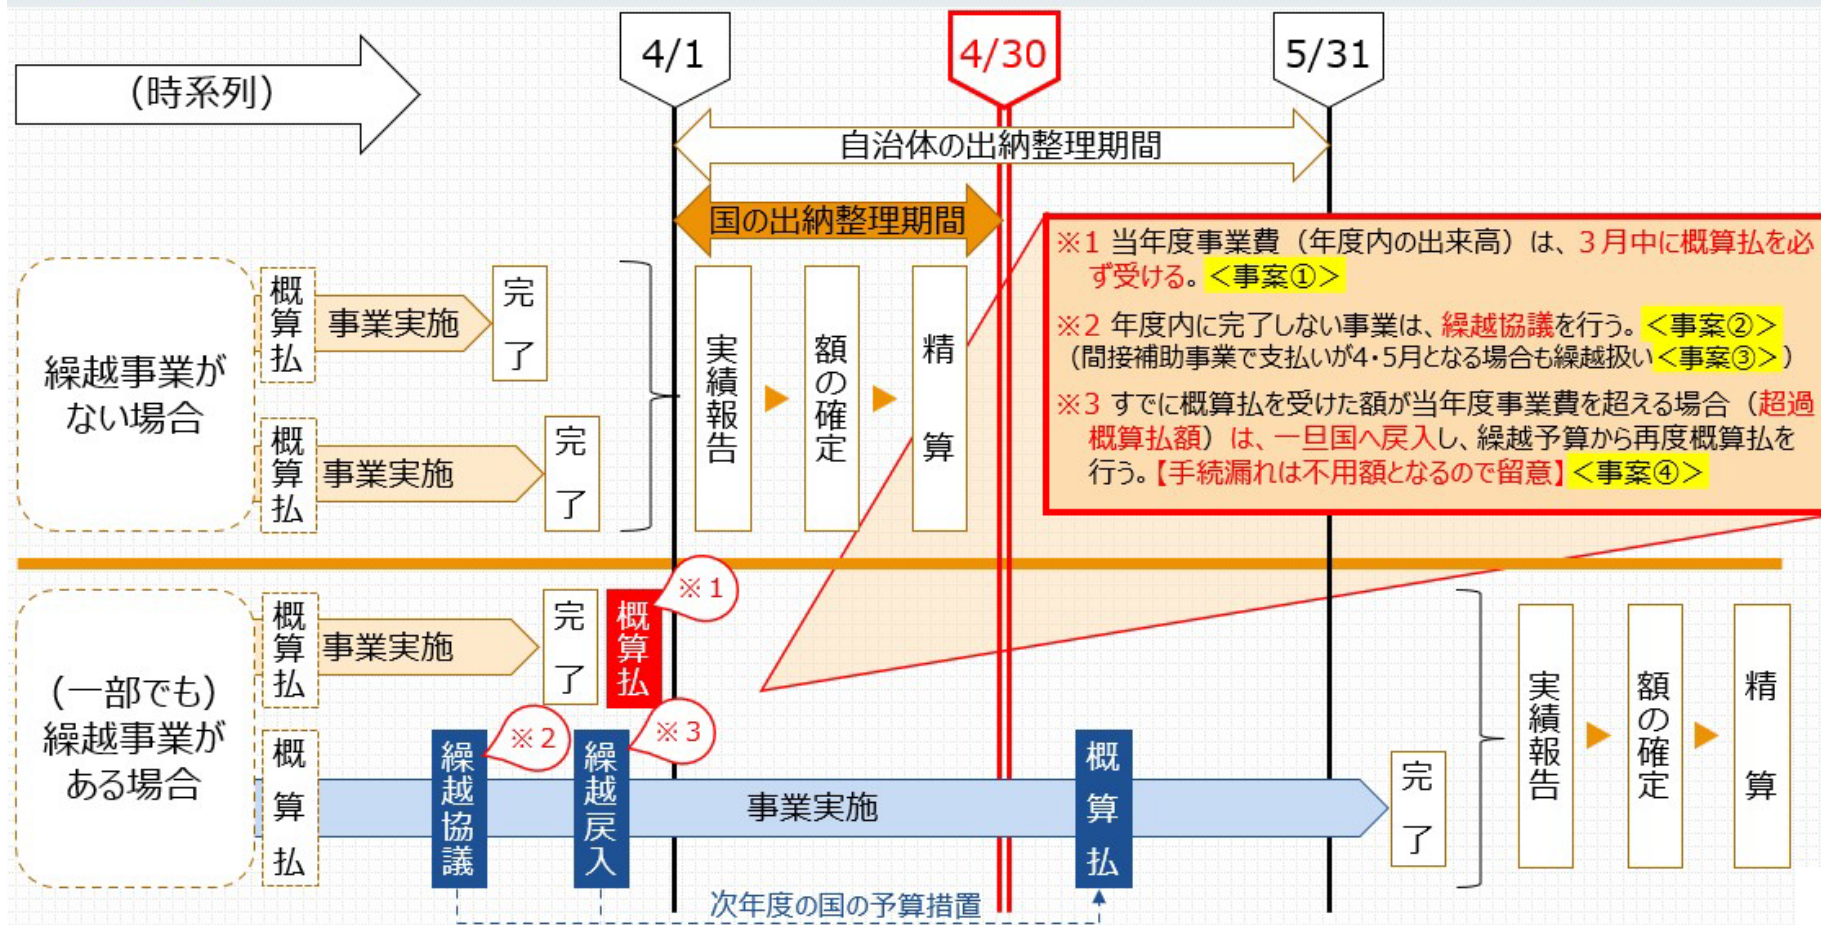 (時系列)
4/1
4/30
5/31
自治体の出納整理期間
国の出納整理期間
※1 当年度事業費(年度内の出来高)は、3月中に概算払を必
ず受ける。<事案①>
※2 年度内に完了しない事業は、繰越協議を行う。<事案②>
(間接補助事業で支払いが4・5月となる場合も繰越扱い<事案③>)
※3 すでに概算払を受けた額が当年度事業費を超える場合(超過
概算払額)は、一旦国へ戻入し、繰越予算から再度概算払を
行う。【手続漏れは不用額となるので留意】<事案④>
繰越事業が
ない場合
概算払
事業実施
完了
概算払
事業実施
完了
実績報告
額の確定
精算
(一部でも)
繰越事業が
ある場合
概算払
事業実施
完了
概算払
※1
概算払
繰越協議
※2
繰越戻入
※3
事業実施
概算払
完了
次年度の国の予算措置
実績報告
額の確定
精算